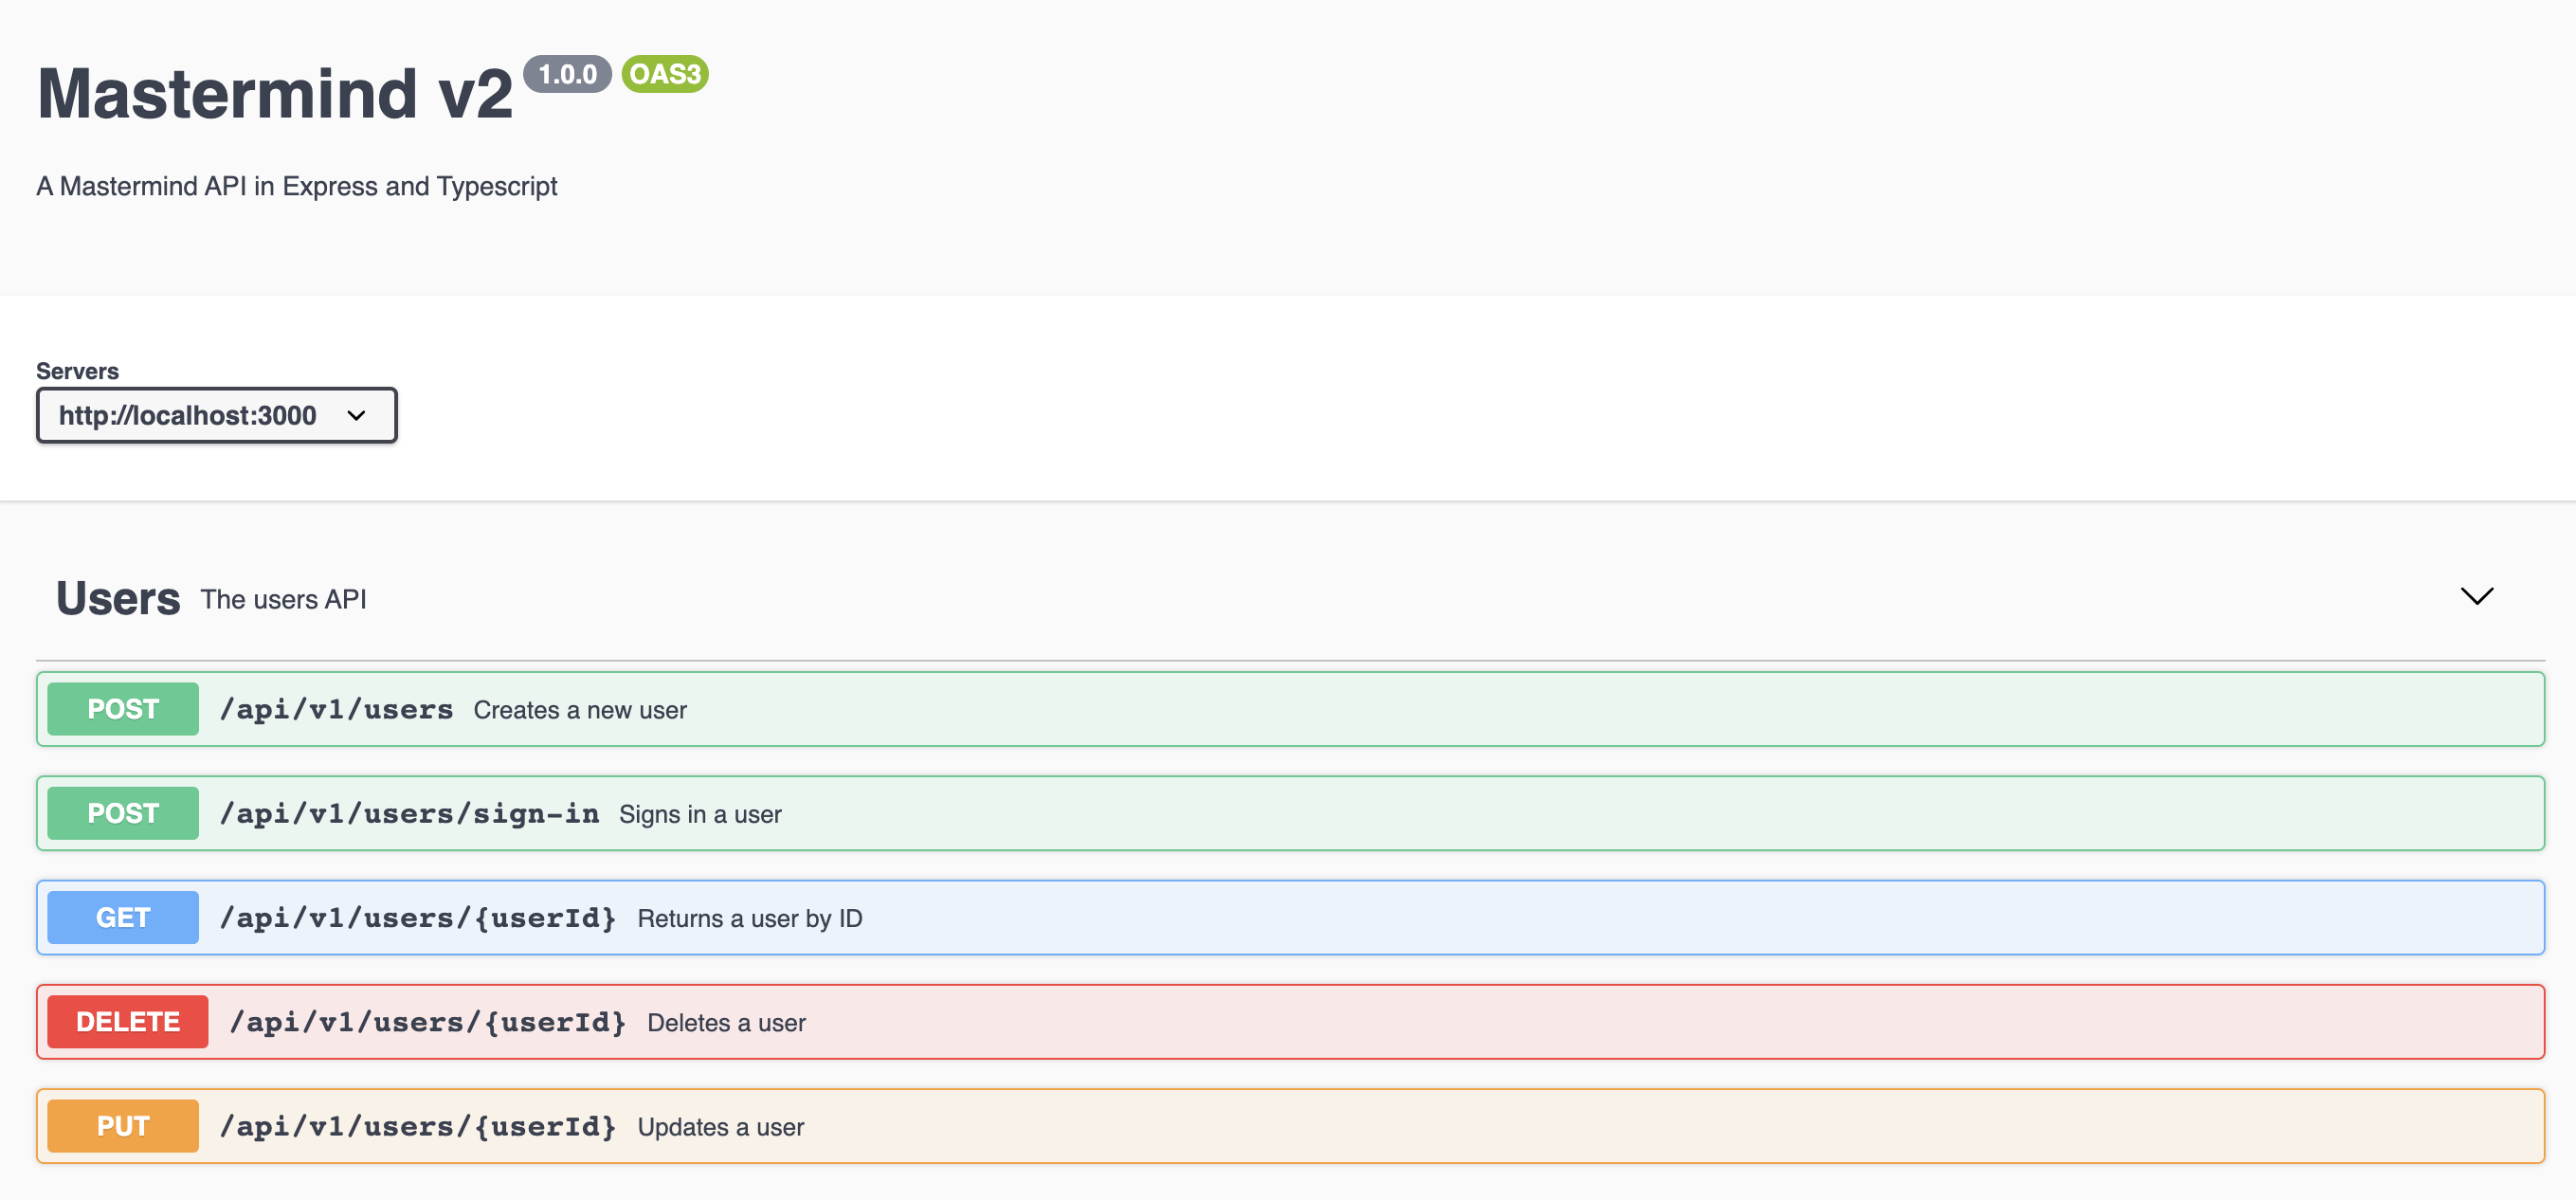 Mastermind v2 1.0.0 OAS3
A Mastermind API in Express and Typescript
Servers
http://localhost:3000
Users The users API
POST /api/v1/users Creates a new user
POST /api/v1/users/sign-in Signs in a user
GET /api/v1/users/{userId} Returns a user by ID
DELETE /api/v1/users/{userId} Deletes a user
PUT /api/v1/users/{userId} Updates a user